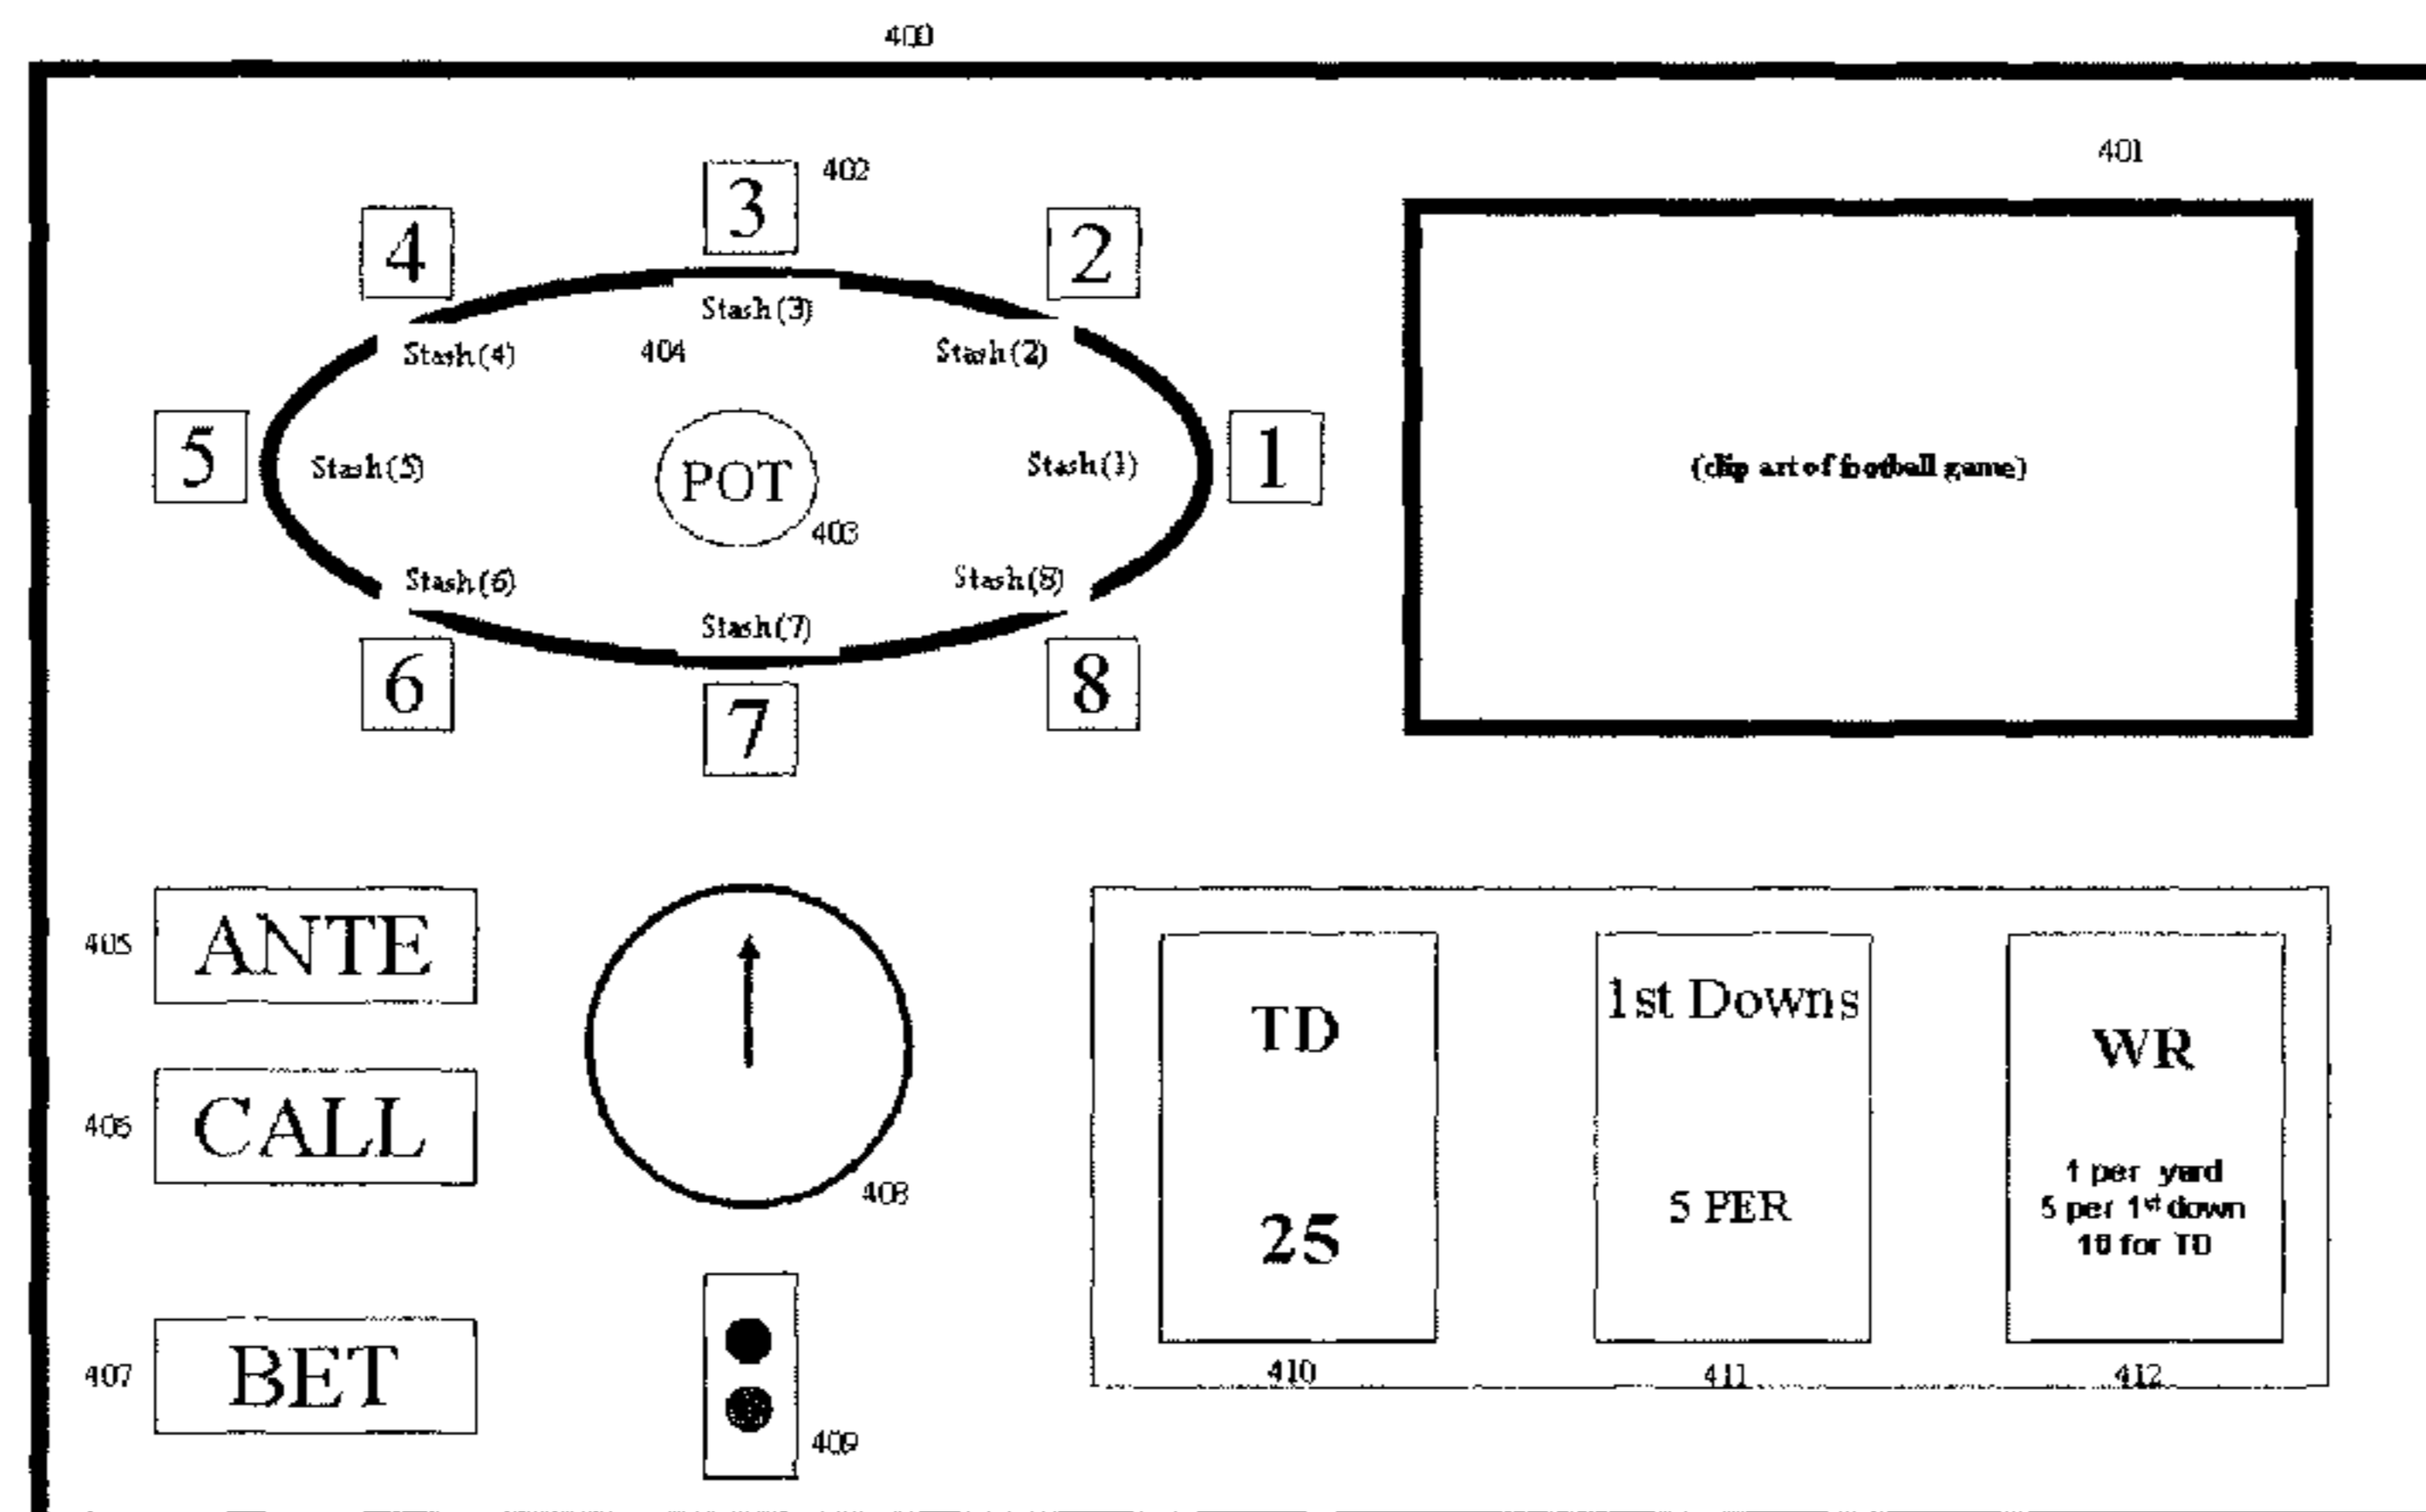 400
401
3
402
4
2
Stash(3)
Stash(4)
404
Stash(2)
5
Stash(5)
POT
Stash(1)
1
(clip art of football game)
403
Stash(6)
Stash(8)
Stash(7)
6
7
8
405
ANTE
406
CALL
407
BET
408
409
TD
25
410
1st Downs
5 PER
411
WR
1 per yard
5 per 1st down
10 for TD
412